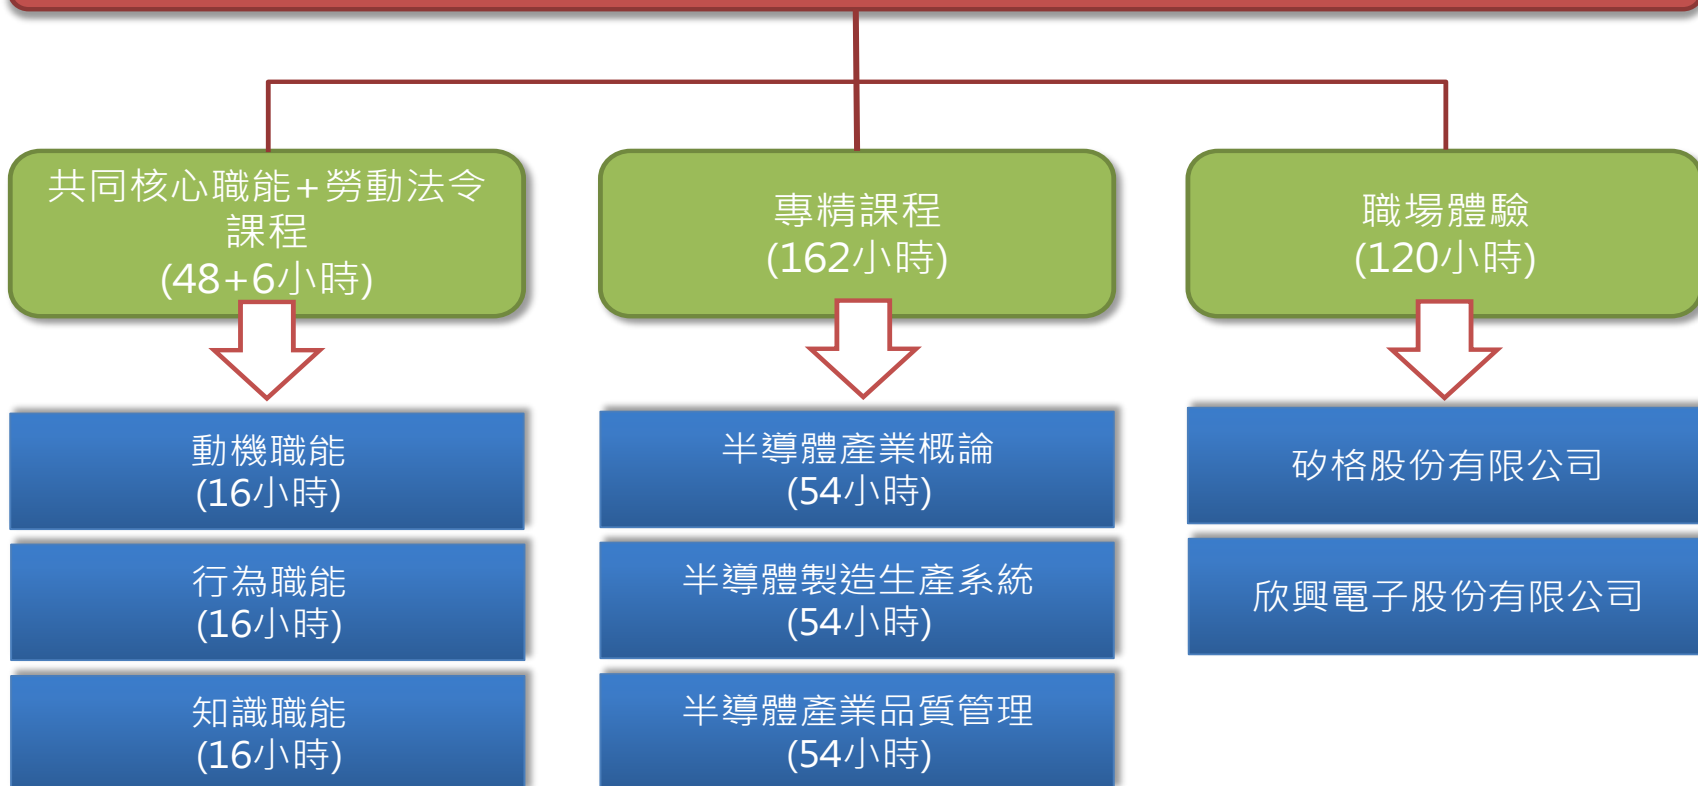 共同核心職能+勞動法令
課程
(48+6小時)
動機職能
(16小時)
行為職能
(16小時)
知識職能
(16小時)
專精課程
(162小時)
半導體產業概論
(54小時)
半導體製造生產系統
(54小時)
半導體產業品質管理
(54小時)
職場體驗
(120小時)
矽格股份有限公司
欣興電子股份有限公司